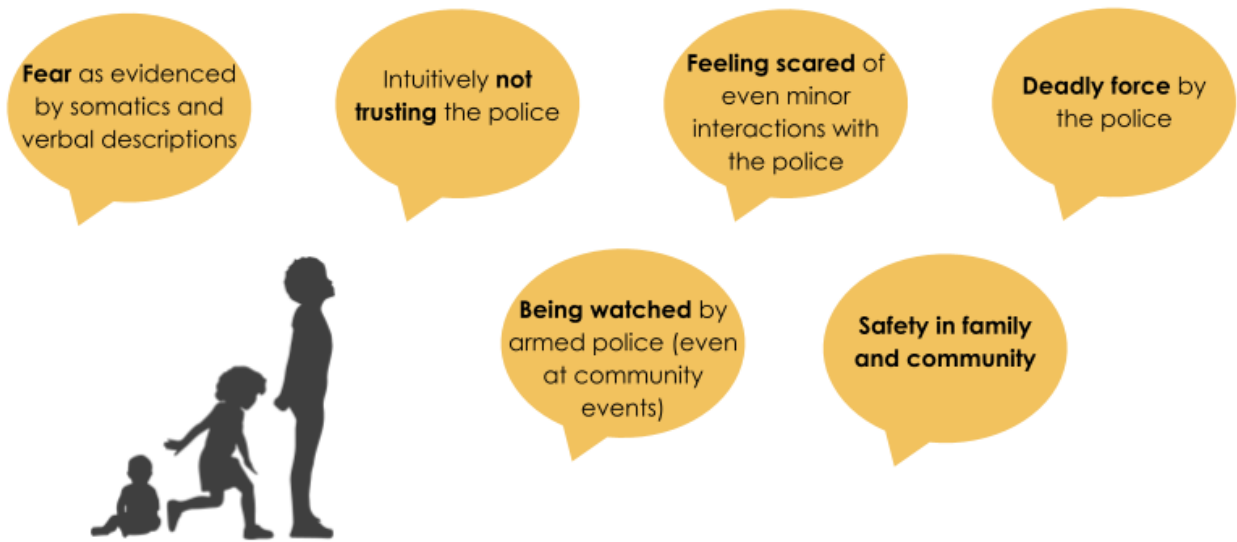 Fear as evidenced
by somatics and
verbal descriptions
Intuitively not
trusting the police
Feeling scared of
even minor
interactions with
the police
Deadly force by
the police
Being watched by
armed police (even
at community
events)
Safety in family
and community